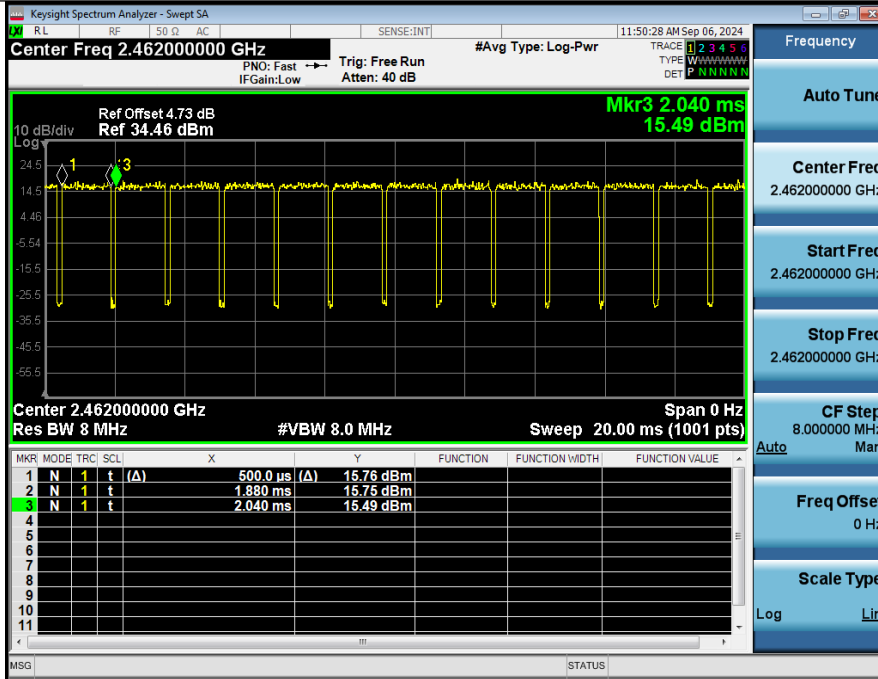 Keysight Spectrum Analyzer - Swept SA
LXI RL RF 50 Ω AC SENSE:INT 11:50:28 AM Sep 06, 2024
Center Freq 2.462000000 GHz #Avg Type: Log-Pwr TRACE 1 2 3 4 5 6
PNO: Fast Trig: Free Run TYPE WWWWWW
IFGain:Low Atten: 40 dB DET P N N N N N
Frequency
Mkr3 2.040 ms
15.49 dBm
Ref Offset 4.73 dB
10 dB/div Ref 34.46 dBm
Log
24.5
14.5
4.46
-5.54
-15.5
-25.5
-35.5
-45.5
-55.5
1
3
Center 2.462000000 GHz Span 0 Hz
Res BW 8 MHz #VBW 8.0 MHz Sweep 20.00 ms (1001 pts)
MKR MODE TRC SCL X Y FUNCTION FUNCTION WIDTH FUNCTION VALUE
1 N 1 t (Δ) 500.0 µs (Δ) 15.76 dBm
2 N 1 t 1.880 ms 15.75 dBm
3 N 1 t 2.040 ms 15.49 dBm
4
5
6
7
8
9
10
11
MSG STATUS
Auto Tune
Center Freq
2.462000000 GHz
Start Freq
2.462000000 GHz
Stop Freq
2.462000000 GHz
CF Step
8.000000 MHz
Auto Man
Freq Offset
0 Hz
Scale Type
Log Lin